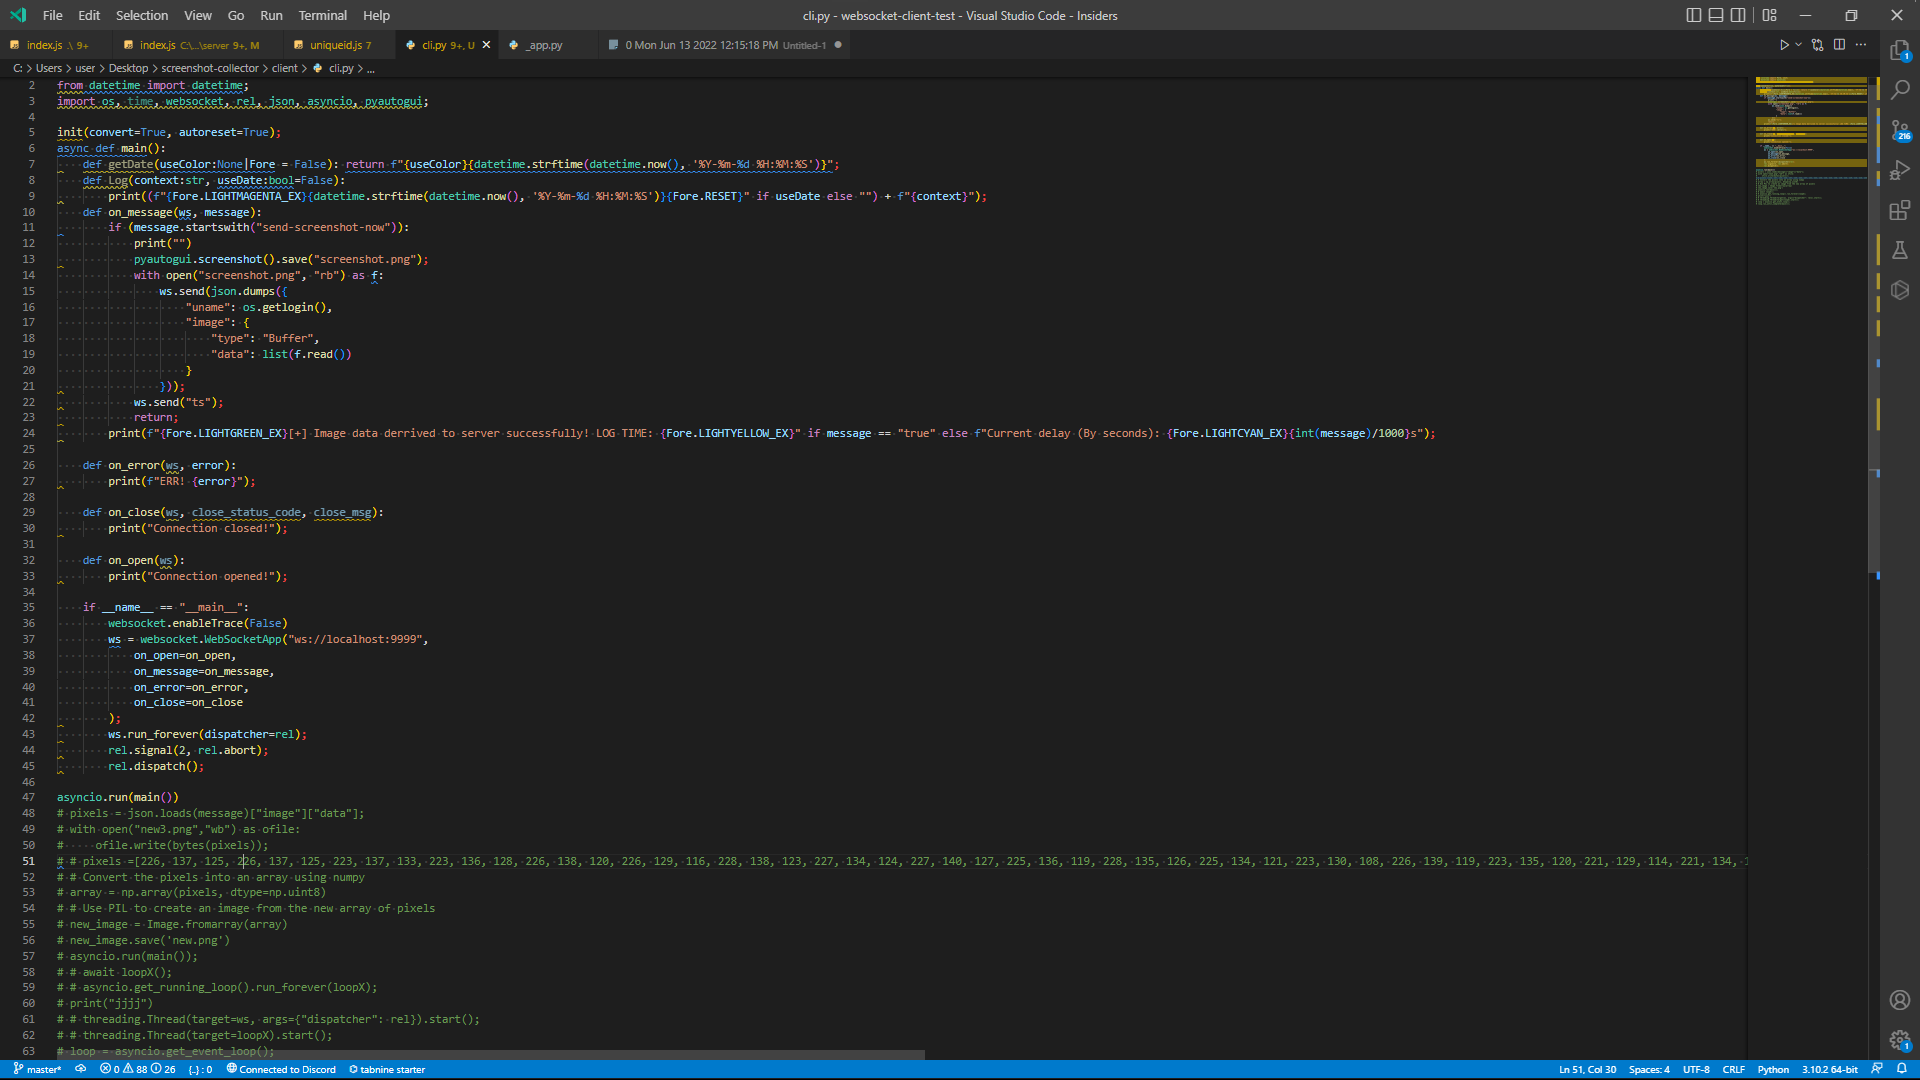 File Edit Selection View Go Run Terminal Help
cli.py - websocket-client-test - Visual Studio Code - Insiders
index.js .\ 9+ index.js C:\...\server 9+, M uniqueid.js 7 cli.py 9+, U _app.py 0 Mon Jun 13 2022 12:15:18 PM Untitled-1
C: > Users > user > Desktop > screenshot-collector > client > cli.py > ...
2 from datetime import datetime;
3 import os, time, websocket, rel, json, asyncio, pyautogui;
4
5 init(convert=True, autoreset=True);
6 async def main():
7 def getDate(useColor:None|Fore = False): return f"{useColor}{datetime.strftime(datetime.now(), '%Y-%m-%d %H:%M:%S')}";
8 def Log(context:str, useDate:bool=False):
9 print((f"{Fore.LIGHTMAGENTA_EX}{datetime.strftime(datetime.now(), '%Y-%m-%d %H:%M:%S')}{Fore.RESET}" if useDate else "") + f"{context}");
10 def on_message(ws, message):
11 if (message.startswith("send-screenshot-now")):
12 print("")
13 pyautogui.screenshot().save("screenshot.png");
14 with open("screenshot.png", "rb") as f:
15 ws.send(json.dumps({
16 "uname": os.getlogin(),
17 "image": {
18 "type": "Buffer",
19 "data": list(f.read())
20 }
21 }));
22 ws.send("ts");
23 return;
24 print(f"{Fore.LIGHTGREEN_EX}[+] Image data derrived to server successfully! LOG TIME: {Fore.LIGHTYELLOW_EX}" if message == "true" else f"Current delay (By seconds): {Fore.LIGHTCYAN_EX}{int(message)/1000}s");
25
26 def on_error(ws, error):
27 print(f"ERR! {error}");
28
29 def on_close(ws, close_status_code, close_msg):
30 print("Connection closed!");
31
32 def on_open(ws):
33 print("Connection opened!");
34
35 if __name__ == "__main__":
36 websocket.enableTrace(False)
37 ws = websocket.WebSocketApp("ws://localhost:9999",
38 on_open=on_open,
39 on_message=on_message,
40 on_error=on_error,
41 on_close=on_close
42 );
43 ws.run_forever(dispatcher=rel);
44 rel.signal(2, rel.abort);
45 rel.dispatch();
46
47 asyncio.run(main())
48 # pixels = json.loads(message)["image"]["data"];
49 # with open("new3.png","wb") as ofile:
50 # ofile.write(bytes(pixels));
51 # # pixels =[226, 137, 125, 226, 137, 125, 223, 137, 133, 223, 136, 128, 226, 138, 120, 226, 129, 116, 228, 138, 123, 227, 134, 124, 227, 140, 127, 225, 136, 119, 228, 135, 126, 225, 134, 121, 223, 130, 108, 226, 139, 119, 223, 135, 120, 221, 129, 114, 221, 134,
52 # # Convert the pixels into an array using numpy
53 # array = np.array(pixels, dtype=np.uint8)
54 # # Use PIL to create an image from the new array of pixels
55 # new_image = Image.fromarray(array)
56 # new_image.save('new.png')
57 # asyncio.run(main());
58 # # await loopX();
59 # # asyncio.get_running_loop().run_forever(loopX);
60 # print("jjjj")
61 # # threading.Thread(target=ws, args={"dispatcher": rel}).start();
62 # # threading.Thread(target=loopX).start();
63 # loop = asyncio.get_event_loop();
1
216
1
master* 0 88 26 {..} : 0 Connected to Discord tabnine starter Ln 51, Col 30 Spaces: 4 UTF-8 CRLF Python 3.10.2 64-bit